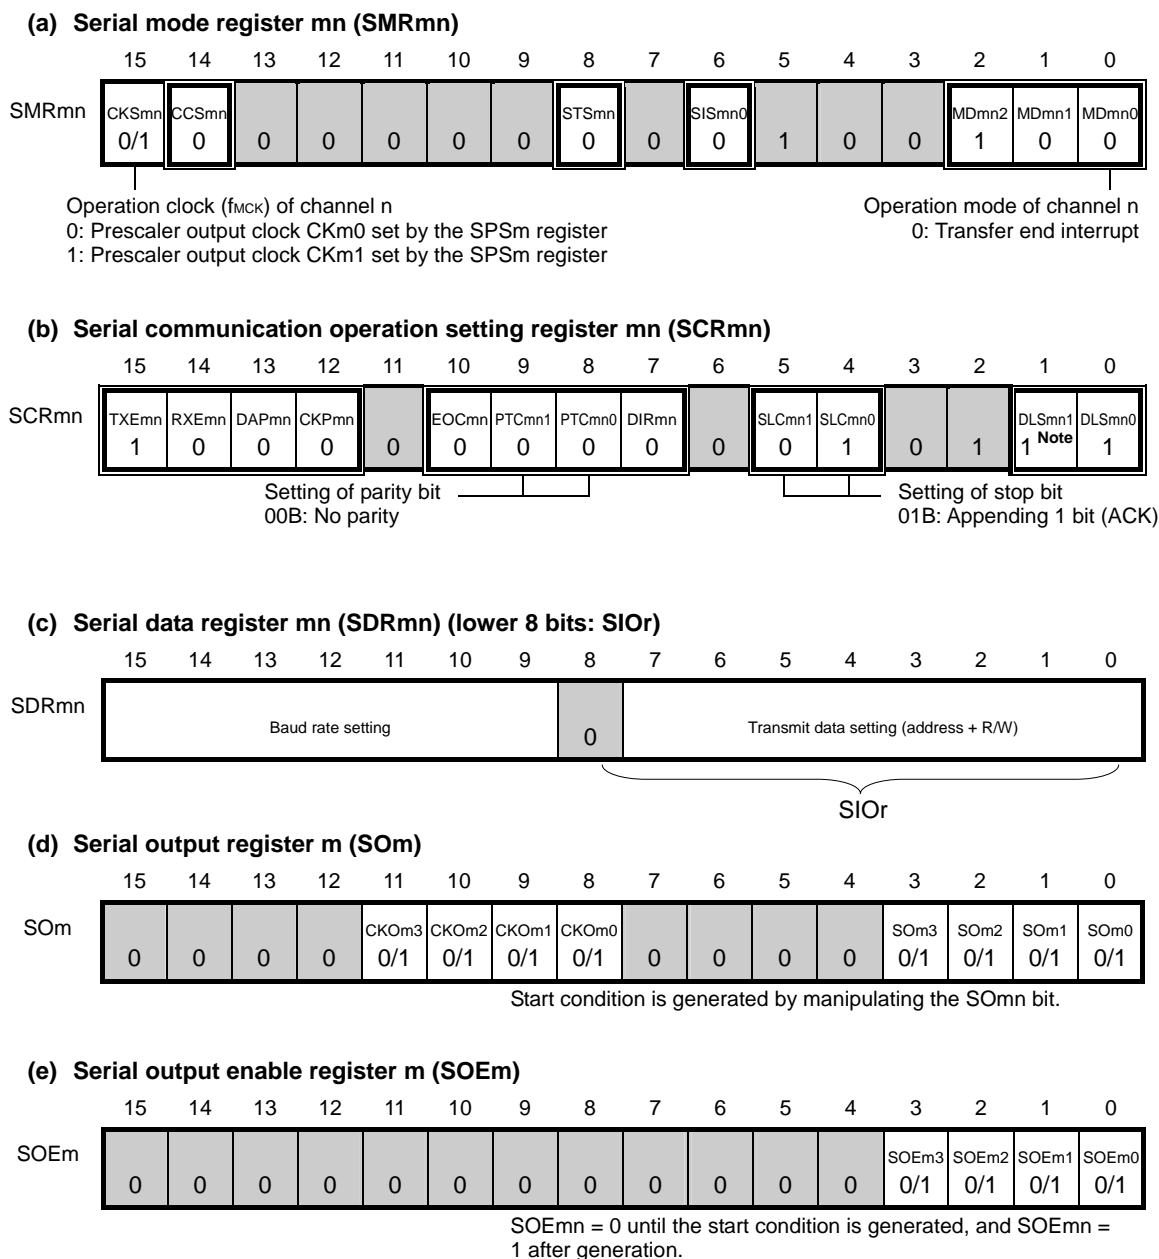 (a) Serial mode register mn (SMRmn)
15 14 13 12 11 10 9 8 7 6 5 4 3 2 1 0
SMRmn
CKSmn CCSmn STSmn SISmn0 MDmn2 MDmn1 MDmn0
0/1 0 0 0 0 0 0 0 0 0 1 0 0 1 0 0
Operation clock (fMCK) of channel n
0: Prescaler output clock CKm0 set by the SPSm register
1: Prescaler output clock CKm1 set by the SPSm register
Operation mode of channel n
0: Transfer end interrupt
(b) Serial communication operation setting register mn (SCRmn)
15 14 13 12 11 10 9 8 7 6 5 4 3 2 1 0
SCRmn
TXEmn RXEmn DAPmn CKPmn EOCmn PTCmn1 PTCmn0 DIRmn SLCmn1 SLCmn0 DLSmn1 DLSmn0
1 0 0 0 0 0 0 0 0 0 0 1 0 1 1 Note 1
Setting of parity bit
00B: No parity
Setting of stop bit
01B: Appending 1 bit (ACK)
(c) Serial data register mn (SDRmn) (lower 8 bits: SIOr)
15 14 13 12 11 10 9 8 7 6 5 4 3 2 1 0
SDRmn
Baud rate setting 0 Transmit data setting (address + R/W)
SIOr
(d) Serial output register m (SOm)
15 14 13 12 11 10 9 8 7 6 5 4 3 2 1 0
SOm
CKOm3 CKOm2 CKOm1 CKOm0 SOm3 SOm2 SOm1 SOm0
0 0 0 0 0/1 0/1 0/1 0/1 0 0 0 0 0/1 0/1 0/1 0/1
Start condition is generated by manipulating the SOmn bit.
(e) Serial output enable register m (SOEm)
15 14 13 12 11 10 9 8 7 6 5 4 3 2 1 0
SOEm
SOEm3 SOEm2 SOEm1 SOEm0
0 0 0 0 0 0 0 0 0 0 0 0 0/1 0/1 0/1 0/1
SOEmn = 0 until the start condition is generated, and SOEmn =
1 after generation.